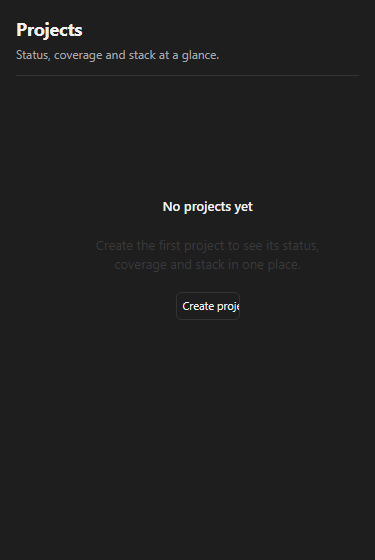 Projects
Status, coverage and stack at a glance.
No projects yet
Create the first project to see its status,
coverage and stack in one place.
Create proje